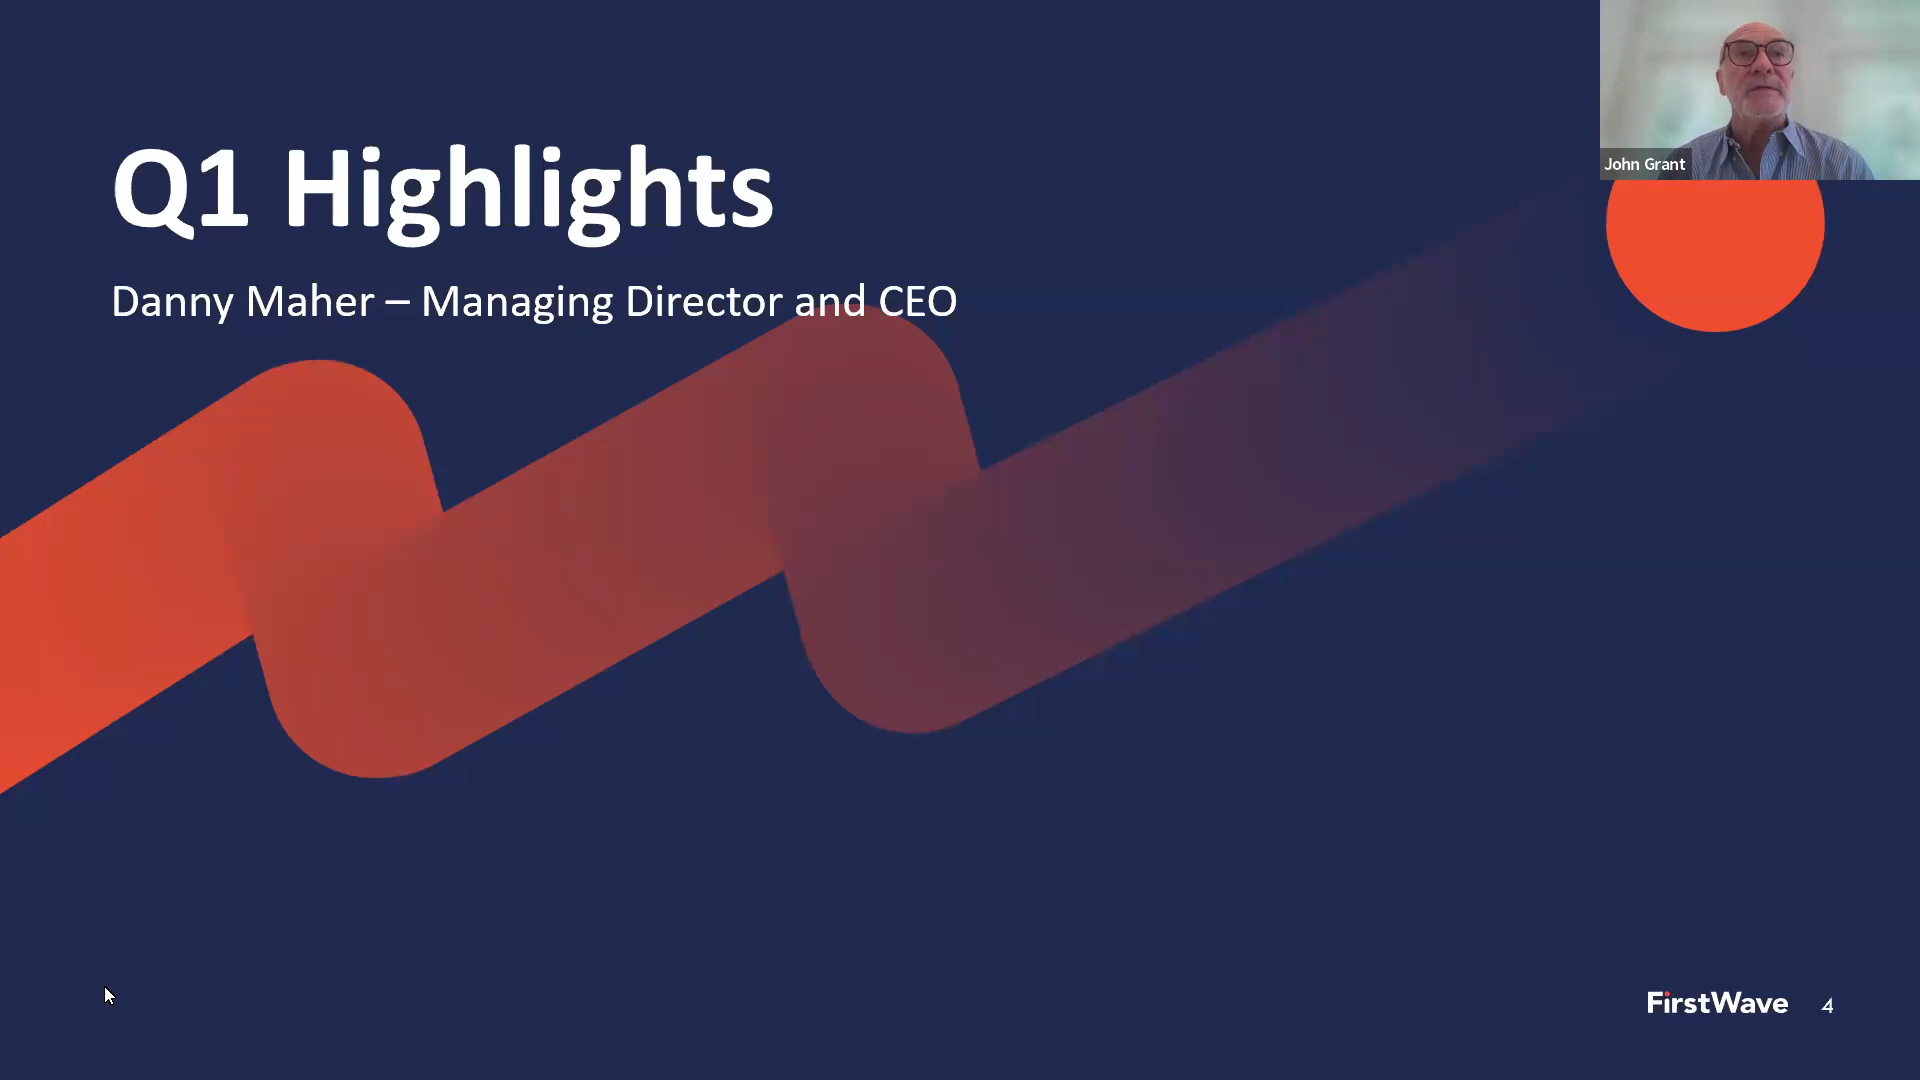 Q1 Highlights
Danny Maher – Managing Director and CEO
John Grant
FirstWave
4